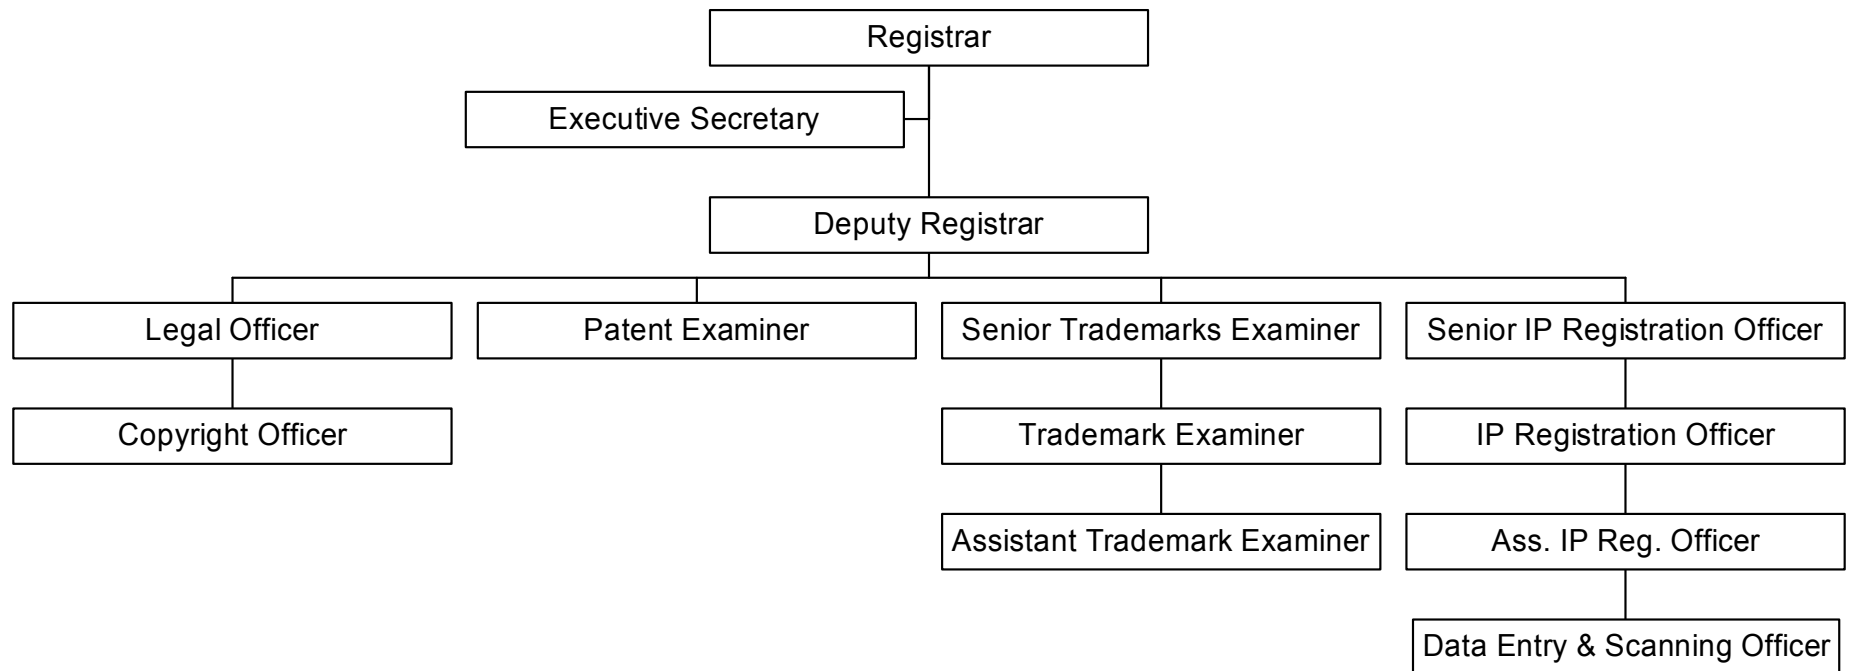 Registrar
Executive Secretary
Deputy Registrar
Legal Officer
Patent Examiner
Senior Trademarks Examiner
Senior IP Registration Officer
Copyright Officer
Trademark Examiner
IP Registration Officer
Assistant Trademark Examiner
Ass. IP Reg. Officer
Data Entry & Scanning Officer